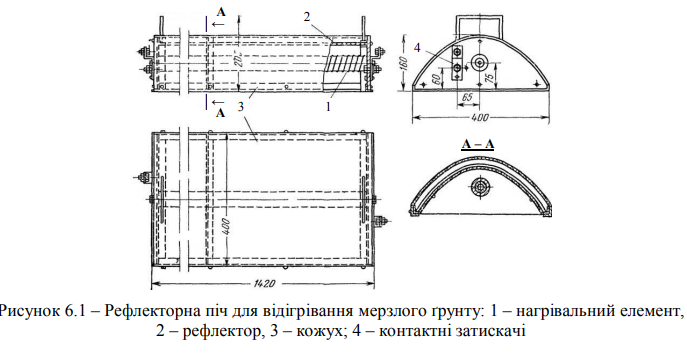 А
2
20
4
160
60
75
65
А
3
1
400
А – А
400
1420
Рисунок 6.1 – Рефлекторна піч для відігрівання мерзлого ґрунту: 1 – нагрівальний елемент,
2 – рефлектор, 3 – кожух; 4 – контактні затискачі